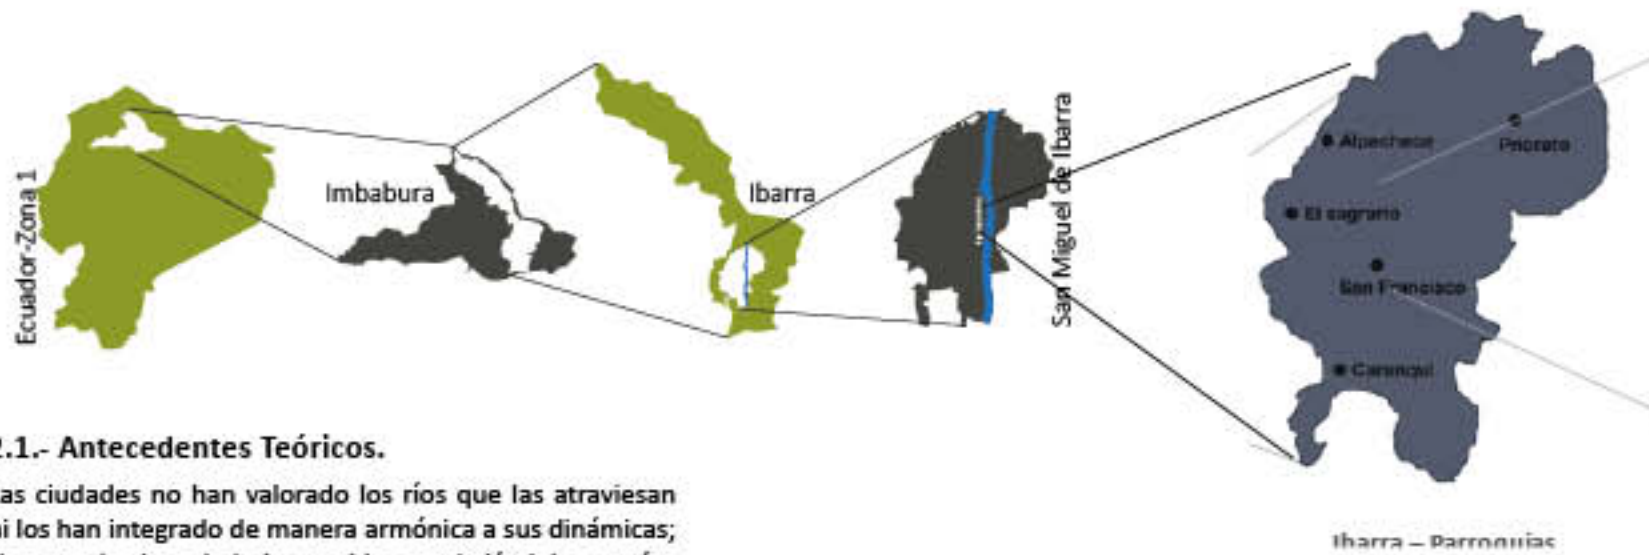 Ecuador-Zona 1
Imbabura
Ibarra
San Miguel de Ibarra
Alpachaca
Priorato
El sagrario
San Francisco
Caranqui
Ibarra – Parroquias
2.1.- Antecedentes Teóricos.
as ciudades no han valorado los ríos que las atraviesan
ni los han integrado de manera armónica a sus dinámicas;